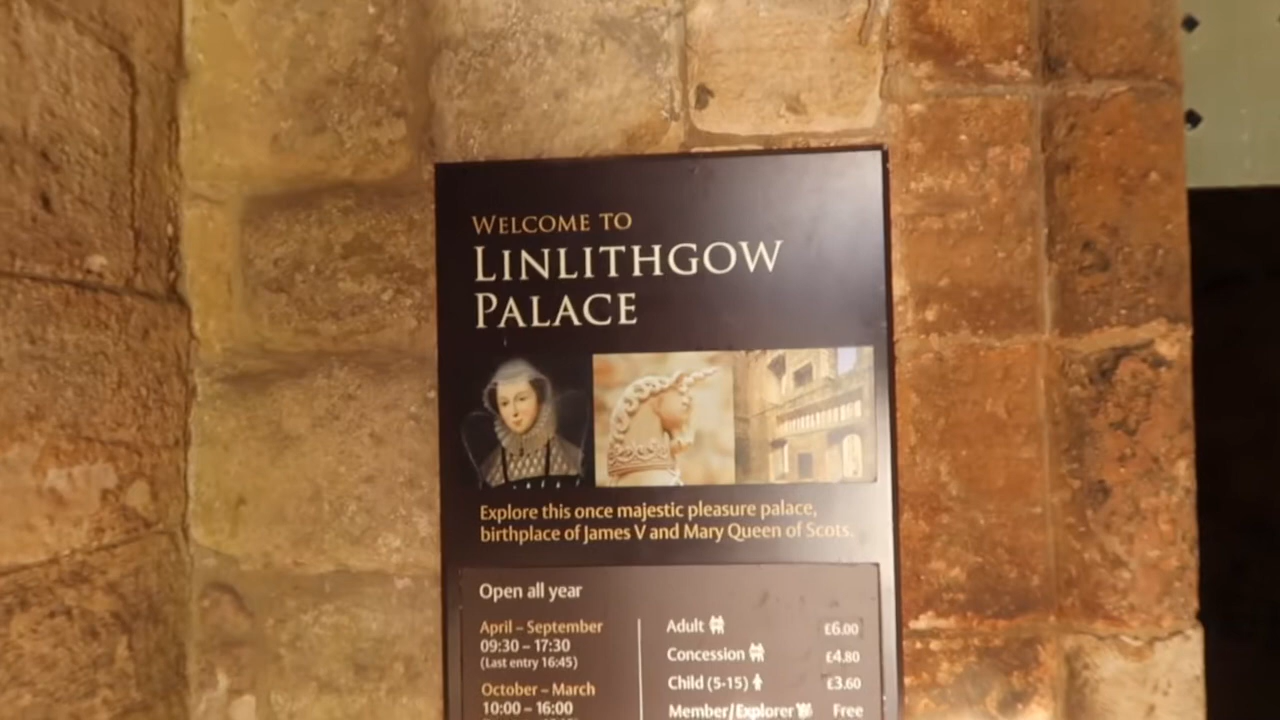 WELCOME TO
LINLITHGOW
PALACE
Explore this once majestic pleasure palace,
birthplace of James V and Mary Queen of Scots.
Open all year
April – September
09:30 – 17:30
(Last entry 16:45)
October – March
10:00 – 16:00
Adult £6.00
Concession £4.80
Child (5-15) £3.60
Member/Explorer Free